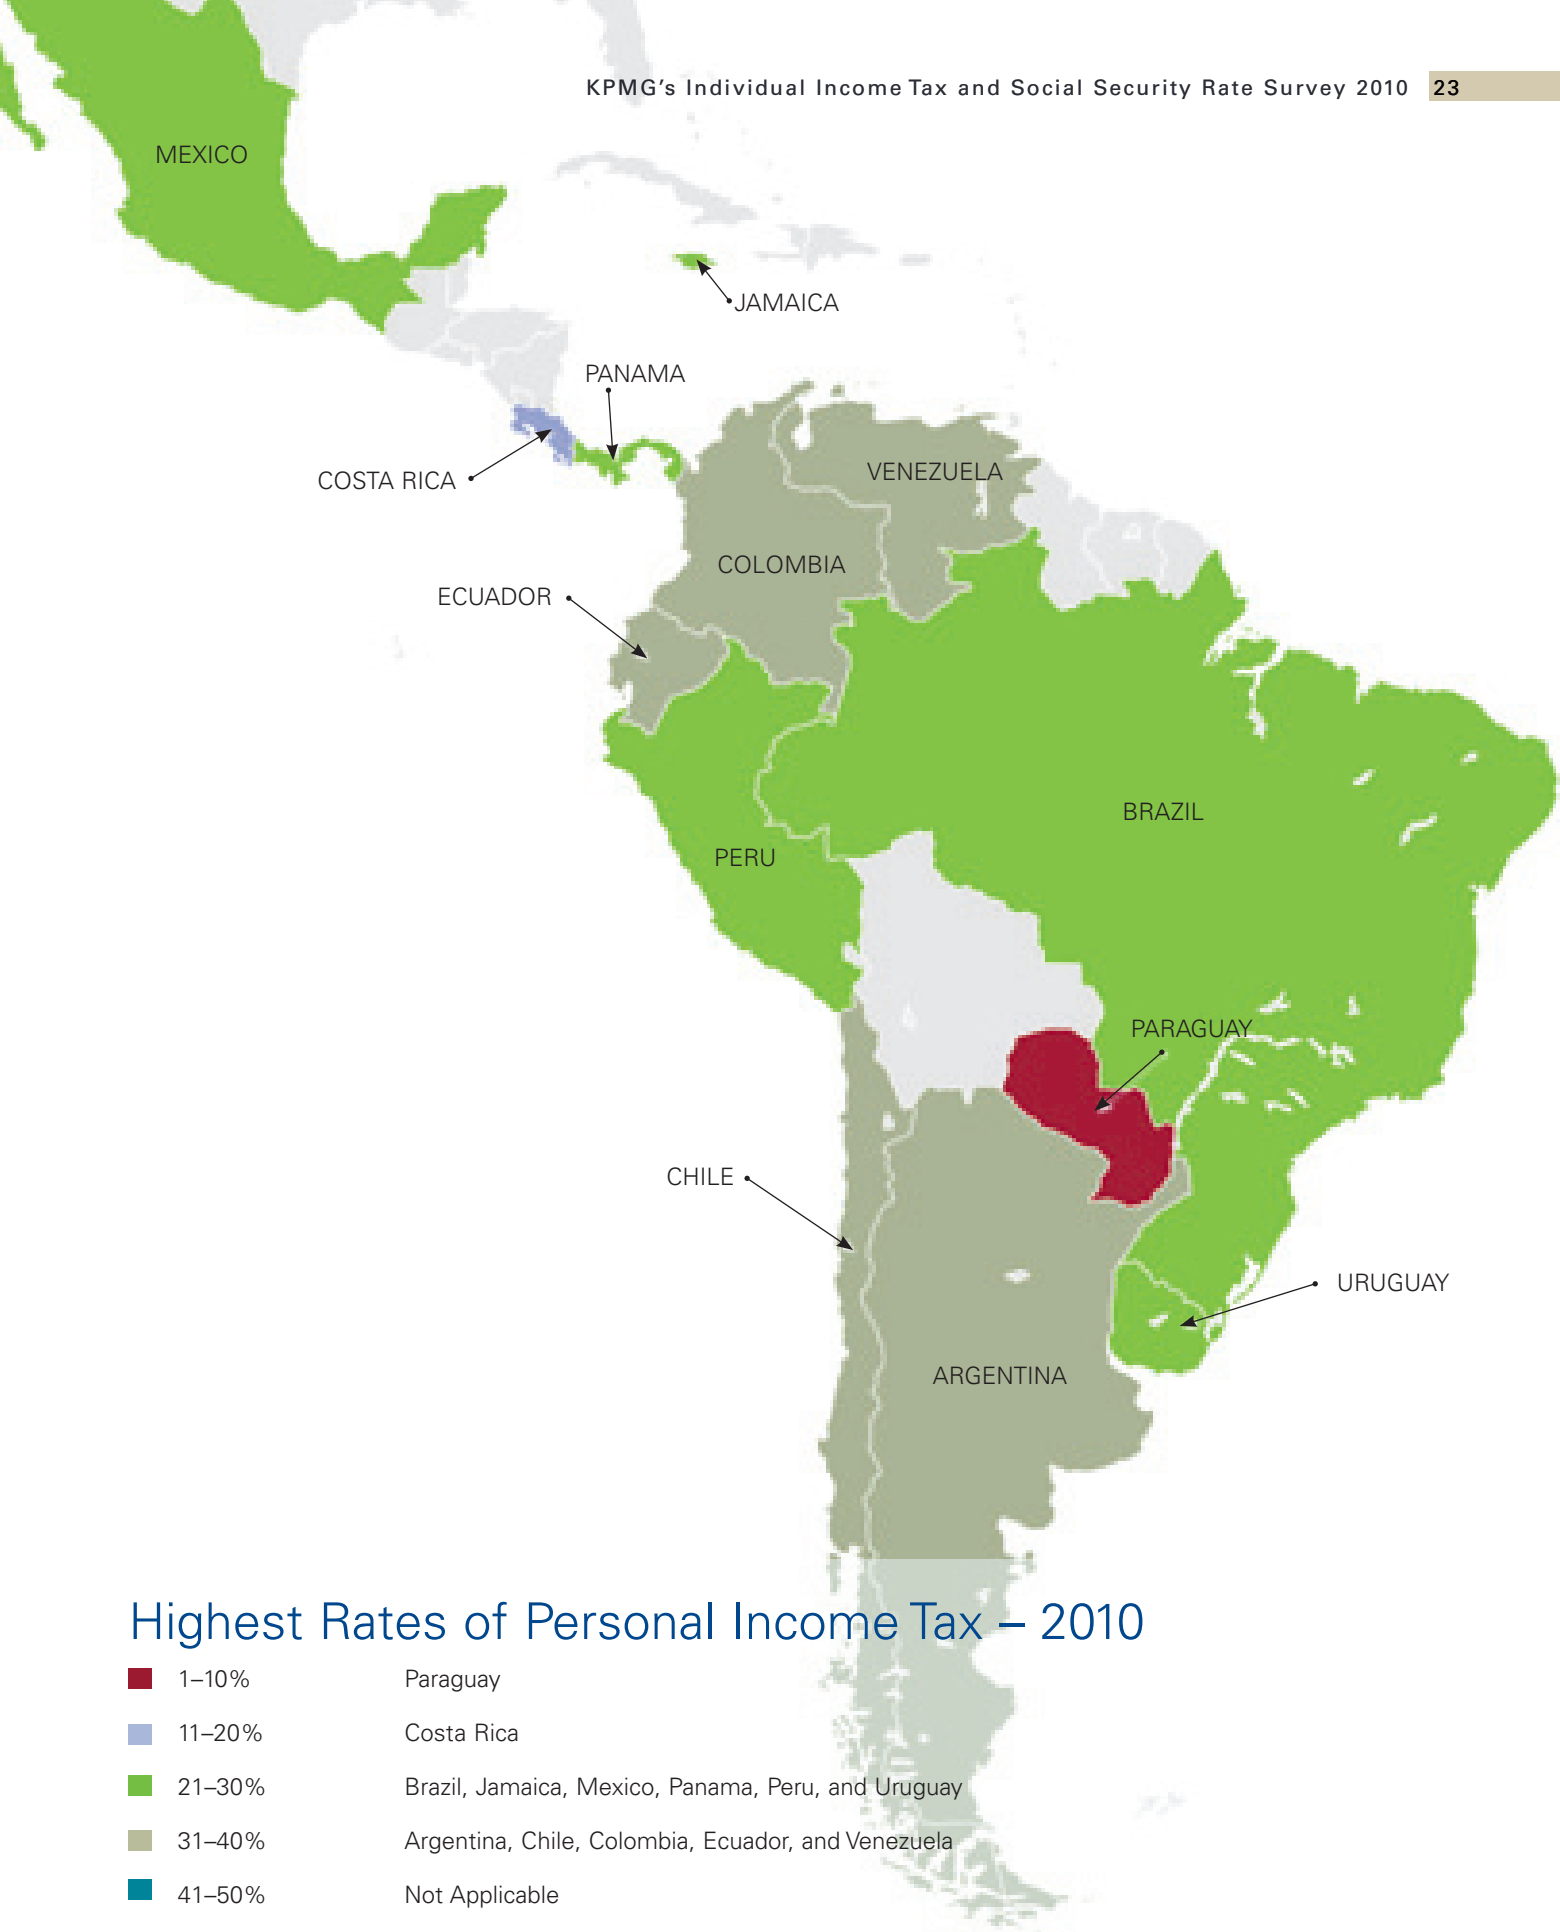 KPMG's Individual Income Tax and Social Security Rate Survey 2010 23
MEXICO
JAMAICA
PANAMA
COSTA RICA
VENEZUELA
COLOMBIA
ECUADOR
BRAZIL
PERU
PARAGUAY
CHILE
URUGUAY
ARGENTINA
Highest Rates of Personal Income Tax – 2010
1–10% Paraguay
11–20% Costa Rica
21–30% Brazil, Jamaica, Mexico, Panama, Peru, and Uruguay
31–40% Argentina, Chile, Colombia, Ecuador, and Venezuela
41–50% Not Applicable